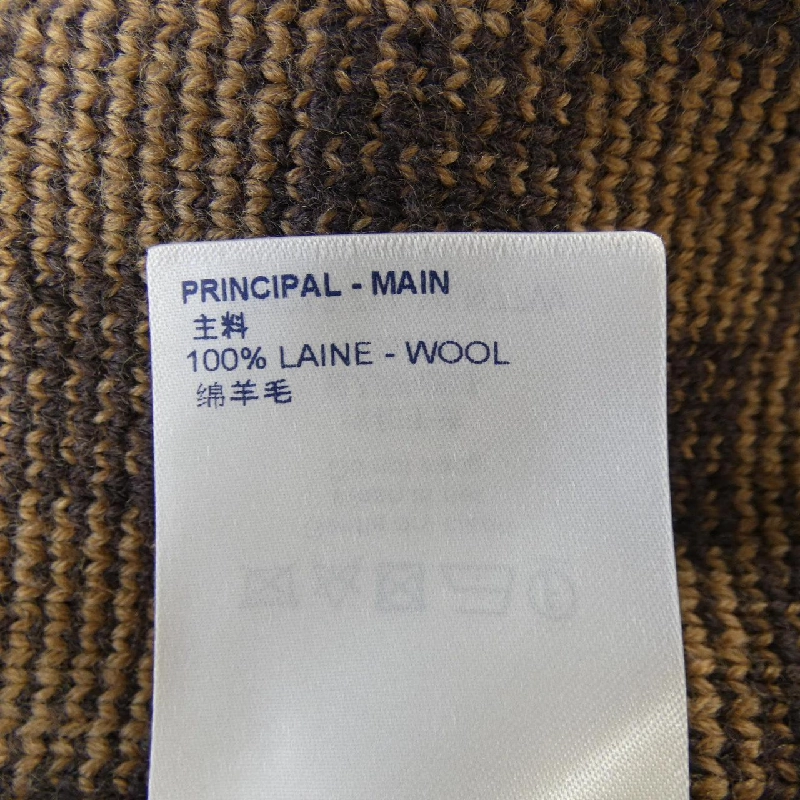 PRINCIPAL - MAIN
主料
100% LAINE - WOOL
绵羊毛